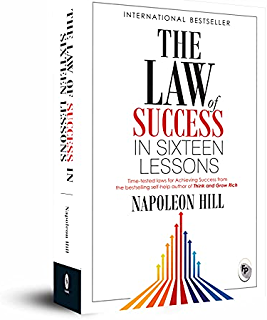 THE LAW OF SUCCESS IN
SIXTEEN LESSONS
Napoleon
Hill
INTERNATIONAL BESTSELLER
THE
LAW of
SUCCESS
IN SIXTEEN
LESSONS
Time-tested laws for Achieving Success from
the bestselling self-help author of Think and Grow Rich
NAPOLEON HILL
FP